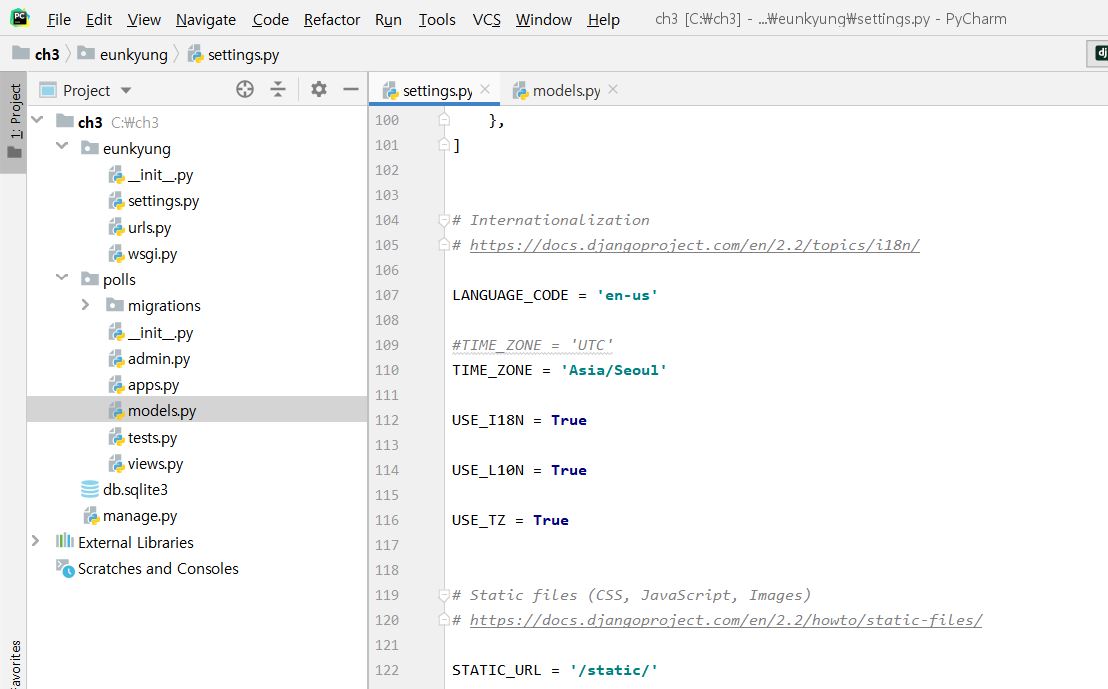 PC File Edit View Navigate Code Refactor Run Tools VCS Window Help ch3 [C:₩ch3] - ...₩eunkyung₩settings.py - PyCharm
ch3 eunkyung settings.py dj
1: Project
Project
settings.py models.py
ch3 C:₩ch3
eunkyung
__init__.py
settings.py
urls.py
wsgi.py
polls
migrations
__init__.py
admin.py
apps.py
models.py
tests.py
views.py
db.sqlite3
manage.py
External Libraries
Scratches and Consoles
avorites
100 },
101 ]
102
103
104 # Internationalization
105 # https://docs.djangoproject.com/en/2.2/topics/i18n/
106
107 LANGUAGE_CODE = 'en-us'
108
109 #TIME_ZONE = 'UTC'
110 TIME_ZONE = 'Asia/Seoul'
111
112 USE_I18N = True
113
114 USE_L10N = True
115
116 USE_TZ = True
117
118
119 # Static files (CSS, JavaScript, Images)
120 # https://docs.djangoproject.com/en/2.2/howto/static-files/
121
122 STATIC_URL = '/static/'